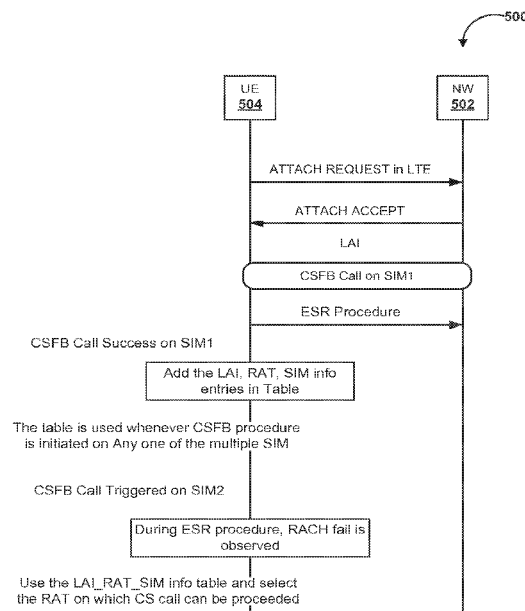 500
UE
504
NW
502
ATTACH REQUEST in LTE
ATTACH ACCEPT
LAI
CSFB Call on SIM1
ESR Procedure
CSFB Call Success on SIM1
Add the LAI, RAT, SIM info
entries in Table
The table is used whenever CSFB procedure
is initiated on Any one of the multiple SIM
CSFB Call Triggered on SIM2
During ESR procedure, RACH fail is
observed
Use the LAI_RAT_SIM info table and select
the RAT on which CS call can be proceeded